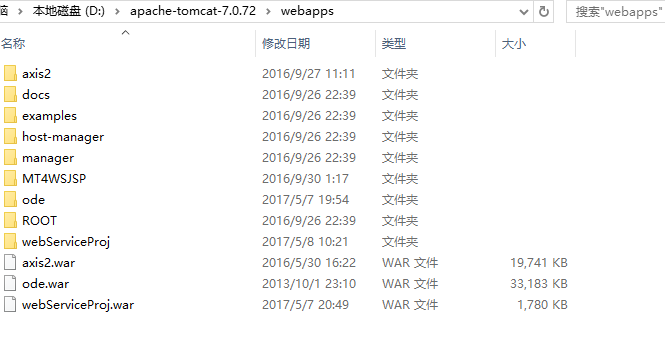 脑 > 本地磁盘 (D:) > apache-tomcat-7.0.72 > webapps 搜索"webapps"
名称 修改日期 类型 大小
axis2 2016/9/27 11:11 文件夹
docs 2016/9/26 22:39 文件夹
examples 2016/9/26 22:39 文件夹
host-manager 2016/9/26 22:39 文件夹
manager 2016/9/26 22:39 文件夹
MT4WSJSP 2016/9/30 1:17 文件夹
ode 2017/5/7 19:54 文件夹
ROOT 2016/9/26 22:39 文件夹
webServiceProj 2017/5/8 10:21 文件夹
axis2.war 2016/5/30 16:22 WAR 文件 19,741 KB
ode.war 2013/10/1 23:10 WAR 文件 33,183 KB
webServiceProj.war 2017/5/7 20:49 WAR 文件 1,780 KB